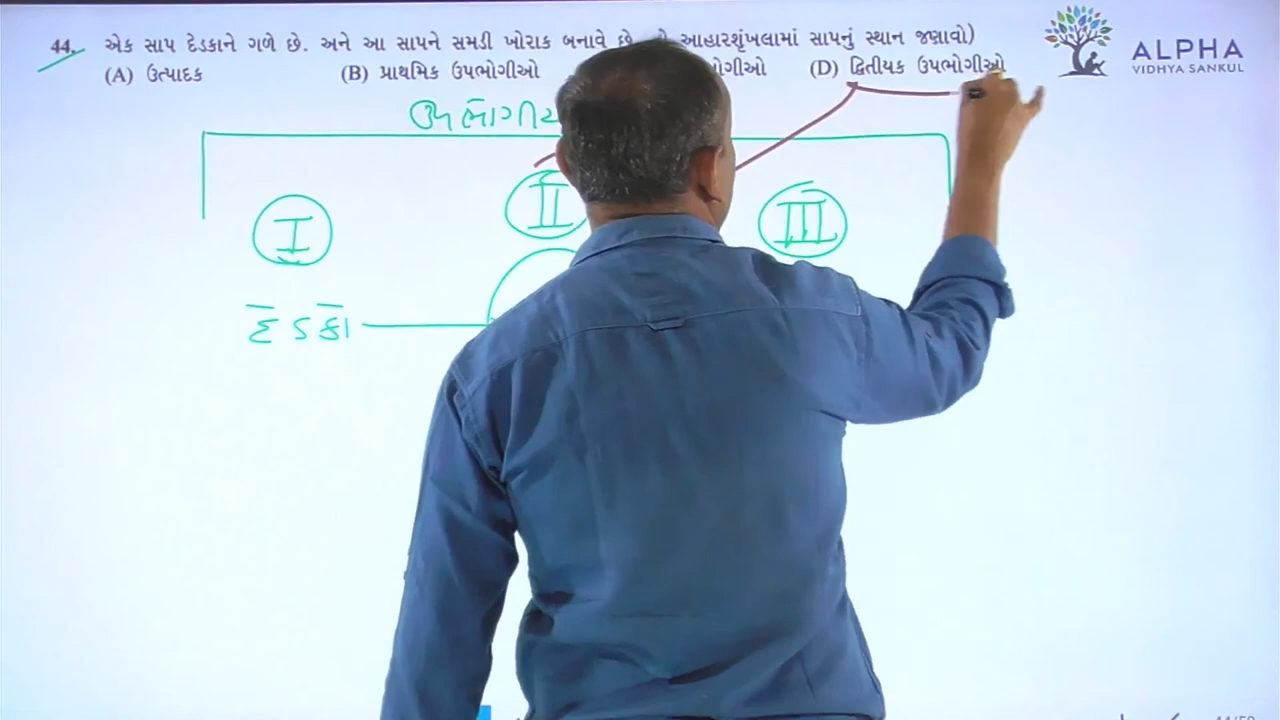 44. એક સાપ દેડકાને ગળે છે. અને આ સાપને સમડી ખોરાક બનાવે છે આહારશૃંખલામાં સાપનું સ્થાન જણાવો)
(A) ઉત્પાદક (B) પ્રાથમિક ઉપભોગીઓ (D) દ્વિતીયક ઉપભોગીઓ
ALPHA
VIDHYA SANKUL
I II III
દેડકો